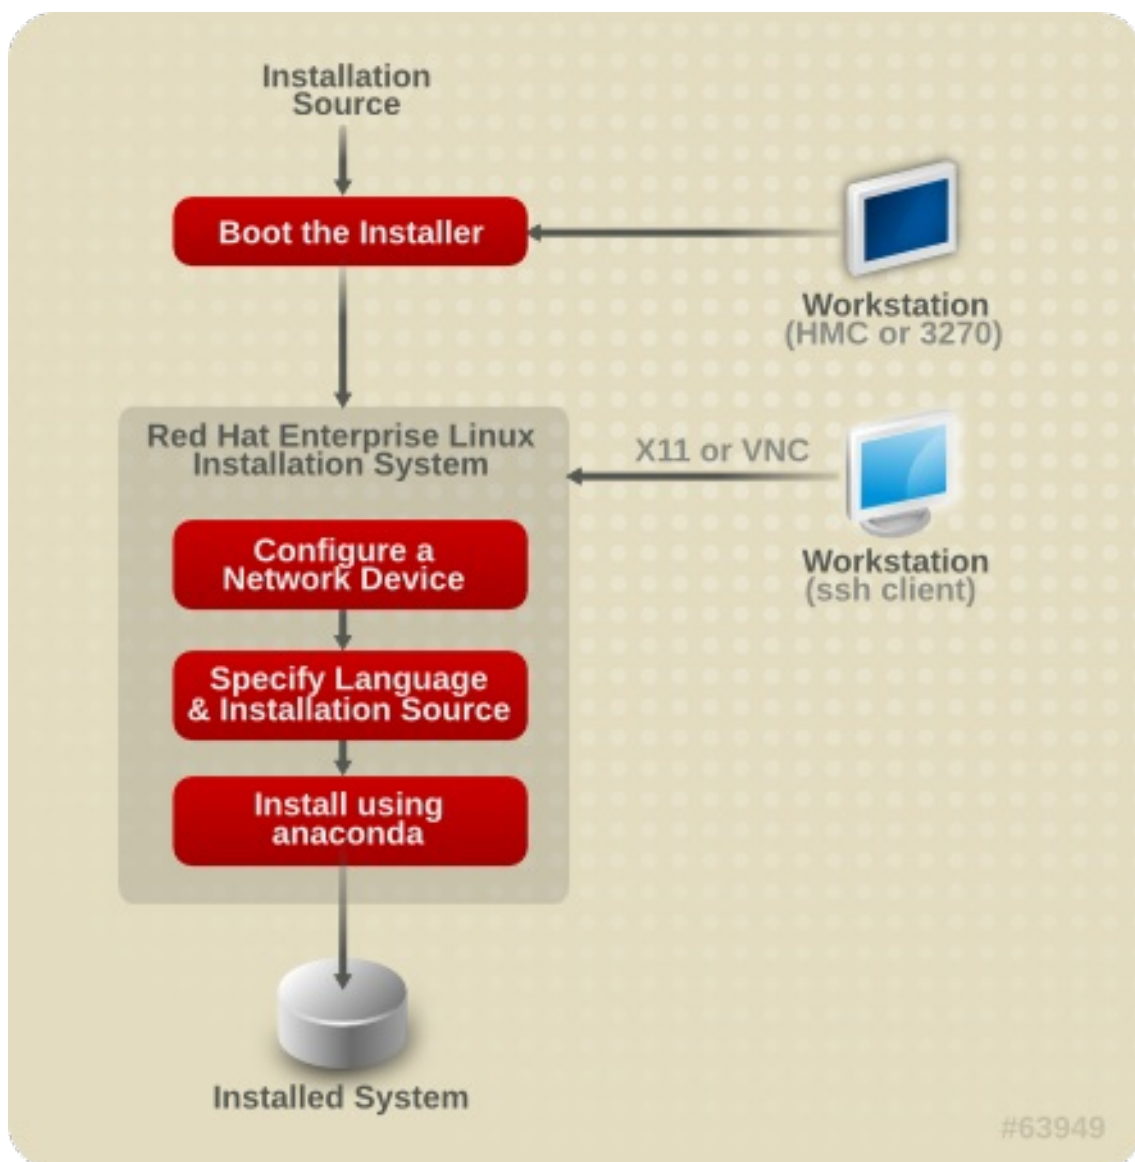 Installation
Source
Boot the Installer
Workstation
(HMC or 3270)
Red Hat Enterprise Linux
Installation System
X11 or VNC
Workstation
(ssh client)
Configure a
Network Device
Specify Language
& Installation Source
Install using
anaconda
Installed System
#63949